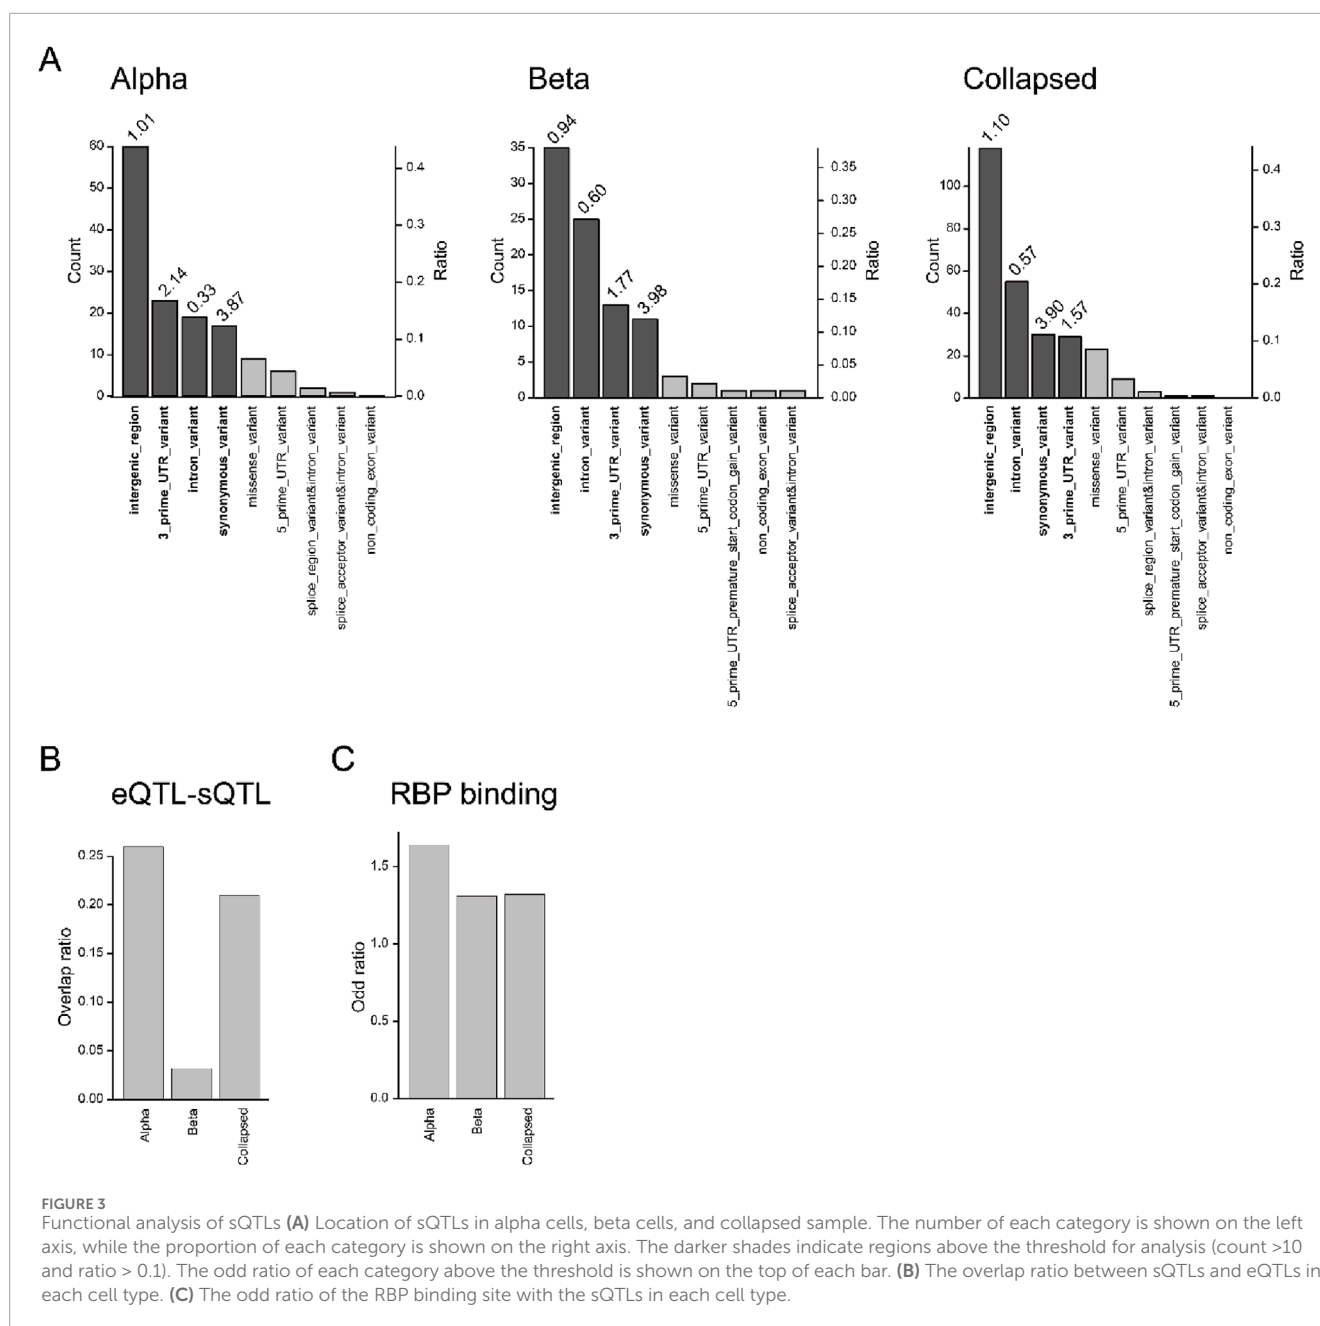 A
Alpha
Beta
Collapsed
1.01
2.14
0.33
3.87
60
50
60
30
20
10
0
Count
0.4
0.3
0.2
0.1
0.0
Ratio
intergenic_region
3_prime_UTR_variant
intron_variant
synonymous_variant
missense_variant
5_prime_UTR_variant
splice_region_variant&intron_variant
splice_acceptor_variant&intron_variant
non_coding_exon_variant
0.94
0.60
1.77
3.98
35
30
25
25
15
10
5
0
Count
0.35
0.30
0.25
0.20
0.15
0.10
0.05
0.00
Ratio
intergenic_region
intron_variant
3_prime_UTR_variant
synonymous_variant
missense_variant
5_prime_UTR_variant
5_prime_UTR_premature_start_codon_gain_variant
non_coding_exon_variant
splice_acceptor_variant&intron_variant
1.10
0.57
3.90
1.57
100
80
60
40
20
0
Count
0.4
0.3
0.2
0.1
0.0
Ratio
intergenic_region
intron_variant
synonymous_variant
3_prime_UTR_variant
missense_variant
5_prime_UTR_variant
splice_region_variant&intron_variant
5_prime_UTR_premature_start_codon_gain_variant
splice_acceptor_variant&intron_variant
non_coding_exon_variant
B
eQTL-sQTL
0.25
0.20
0.15
0.10
0.05
0.00
Overlap ratio
Alpha
Beta
Collapsed
C
RBP binding
1.5
1.0
0.5
0.0
Odd ratio
Alpha
Beta
Collapsed
FIGURE 3
Functional analysis of sQTLs (A) Location of sQTLs in alpha cells, beta cells, and collapsed sample. The number of each category is shown on the left
axis, while the proportion of each category is shown on the right axis. The darker shades indicate regions above the threshold for analysis (count >10
and ratio > 0.1). The odd ratio of each category above the threshold is shown on the top of each bar. (B) The overlap ratio between sQTLs and eQTLs in
each cell type. (C) The odd ratio of the RBP binding site with the sQTLs in each cell type.